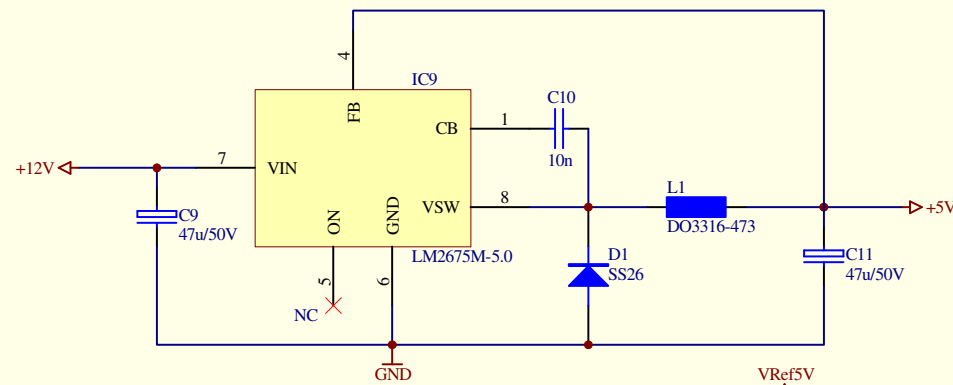 4
IC9
FB
C10
CB
1
10n
+12V
7
VIN
L1
C9
47u/50V
ON
GND
VSW
8
+5V
DO3316-473
LM2675M-5.0
D1
SS26
C11
47u/50V
5
6
NC
GND
VRef5V